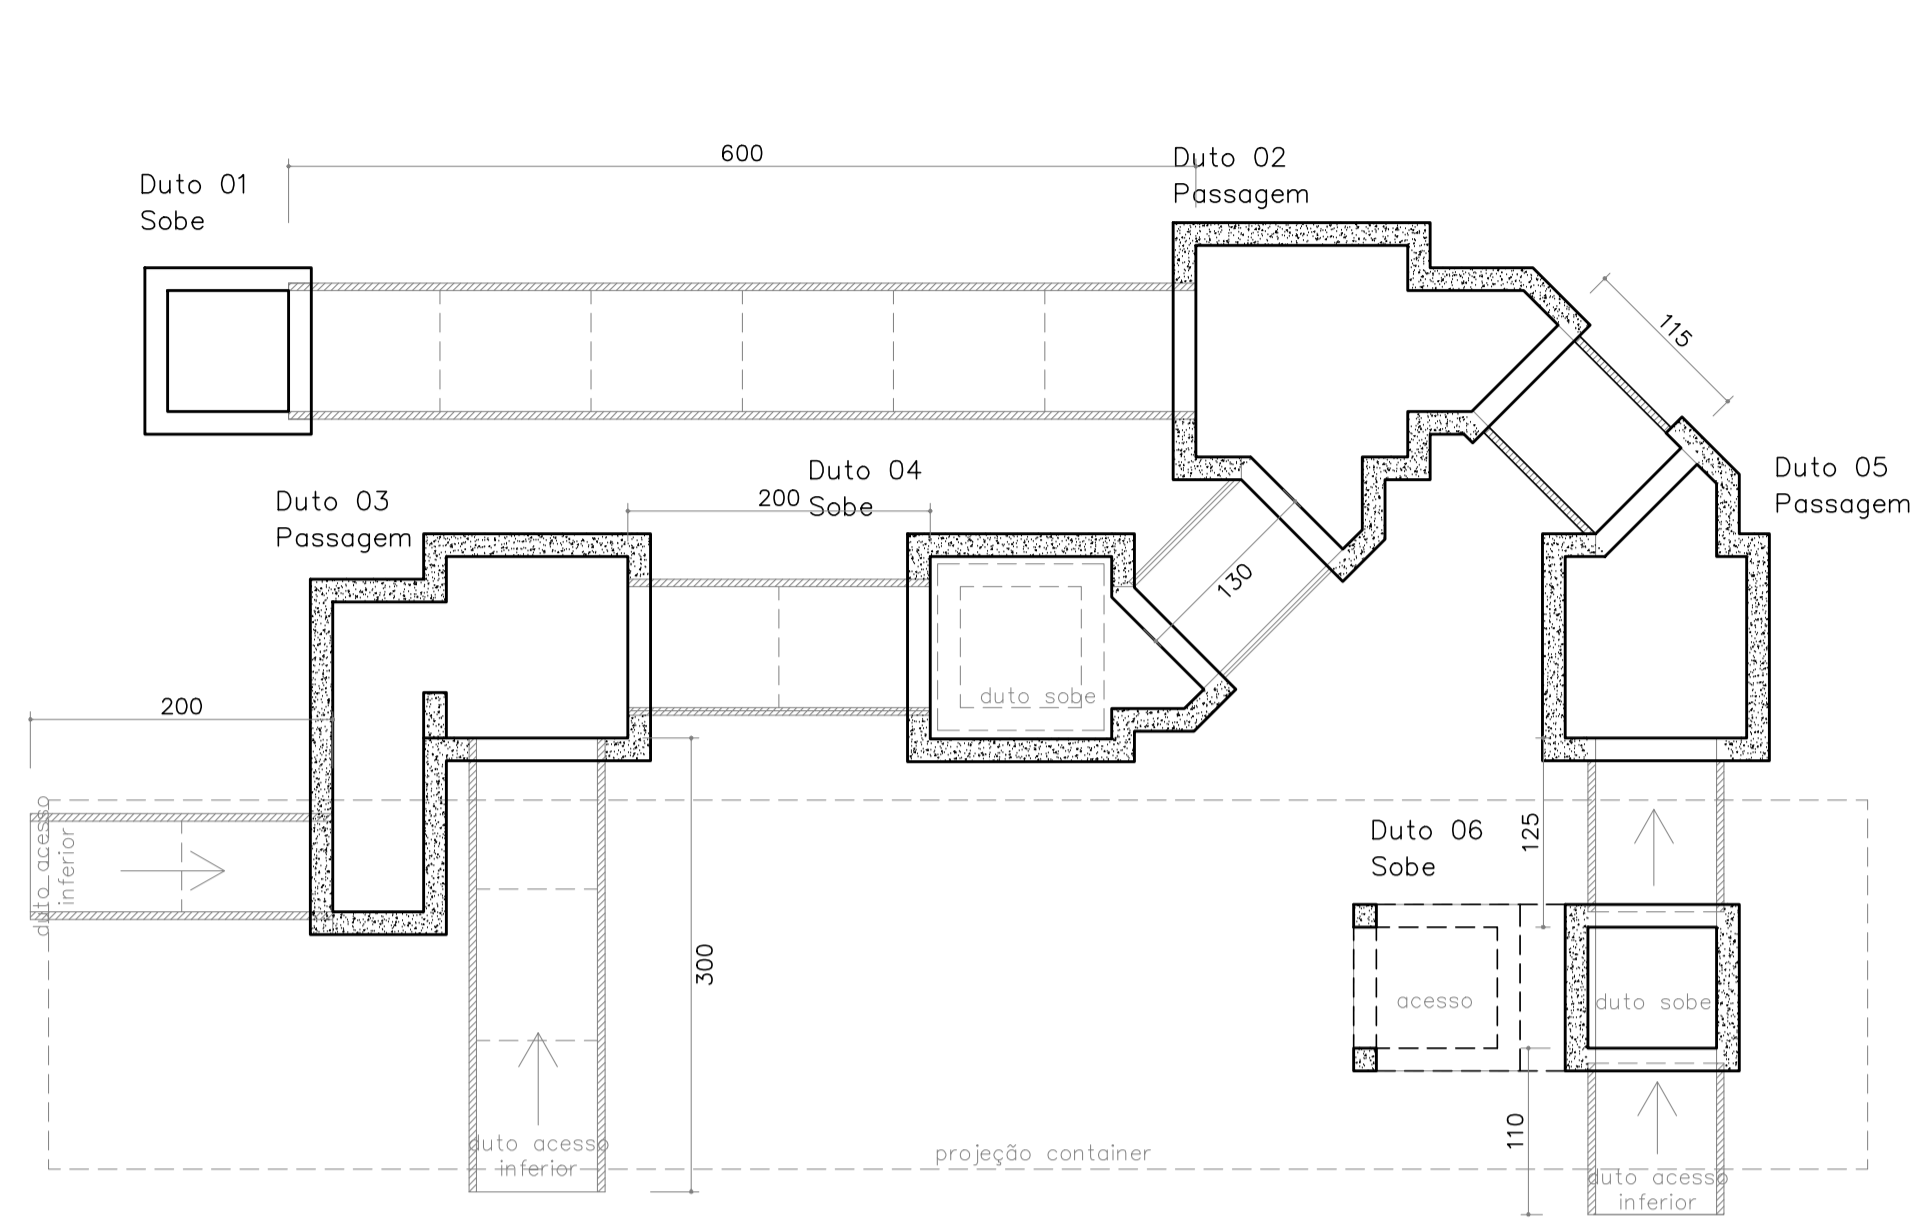 600
Duto 02
Passagem
Duto 01
Sobe
115
Duto 04
Sobe
200
Duto 05
Passagem
Duto 03
Passagem
130
duto sobe
200
duto acesso
inferior
125
Duto 06
Sobe
300
acesso
duto sobe
110
duto acesso
inferior
projeção container
duto acesso
inferior